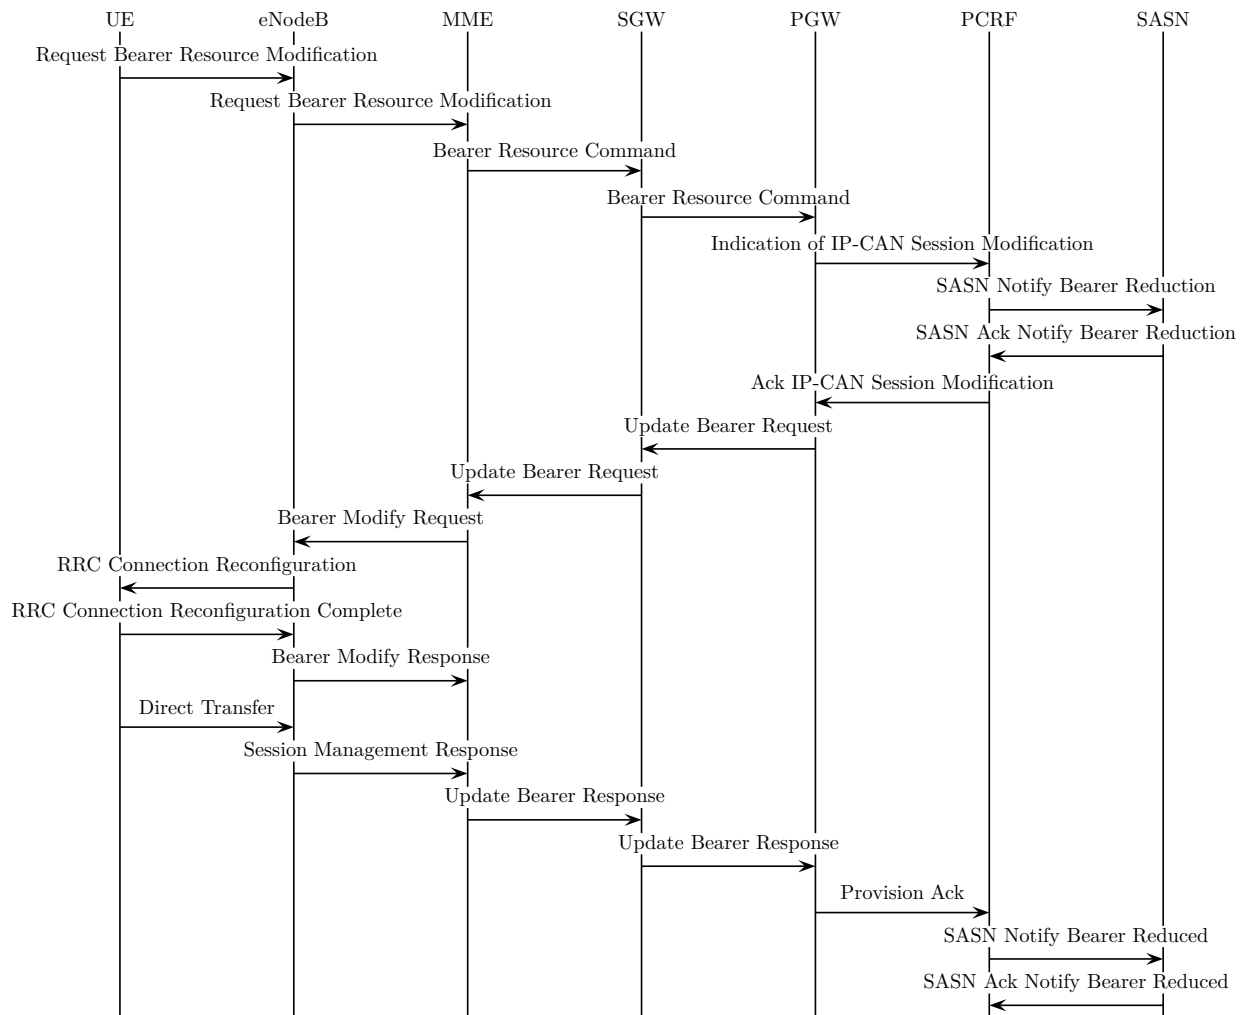 UE eNodeB MME SGW PGW PCRF SASN
Request Bearer Resource Modification
Request Bearer Resource Modification
Bearer Resource Command
Bearer Resource Command
Indication of IP-CAN Session Modification
SASN Notify Bearer Reduction
SASN Ack Notify Bearer Reduction
Ack IP-CAN Session Modification
Update Bearer Request
Update Bearer Request
Bearer Modify Request
RRC Connection Reconfiguration
RRC Connection Reconfiguration Complete
Bearer Modify Response
Direct Transfer
Session Management Response
Update Bearer Response
Update Bearer Response
Provision Ack
SASN Notify Bearer Reduced
SASN Ack Notify Bearer Reduced